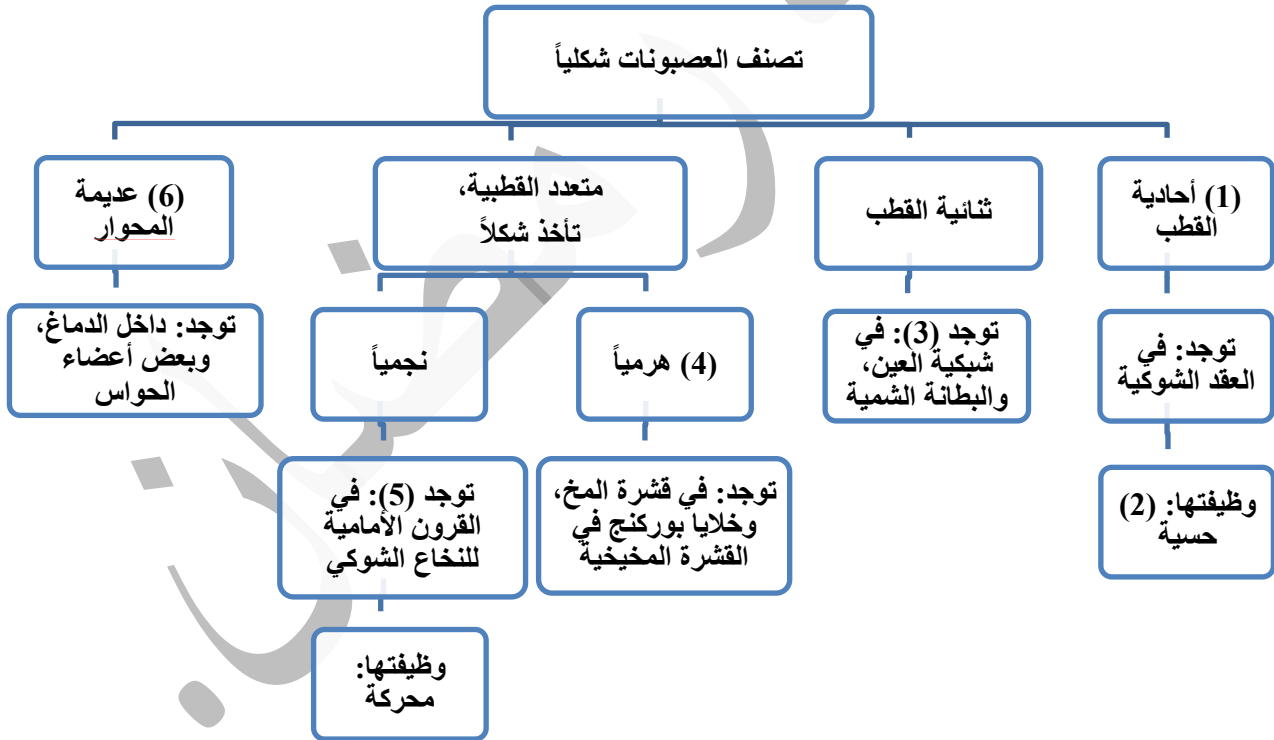 تصنف العصبونات شكلياً
(1) أحادية
القطب
ثنائية القطب
متعدد القطبية،
تأخذ شكلاً
(6) عديمة
المحوار
توجد: في
العقد الشوكية
توجد (3): في
شبكية العين،
والبطانة الشمية
(4) هرمياً
نجمياً
توجد: داخل الدماغ،
وبعض أعضاء
الحواس
وظيفتها: (2)
حسية
توجد: في قشرة المخ،
وخلايا بوركنج في
القشرة المخيخية
توجد (5): في
القرون الأمامية
للنخاع الشوكي
وظيفتها:
محركة